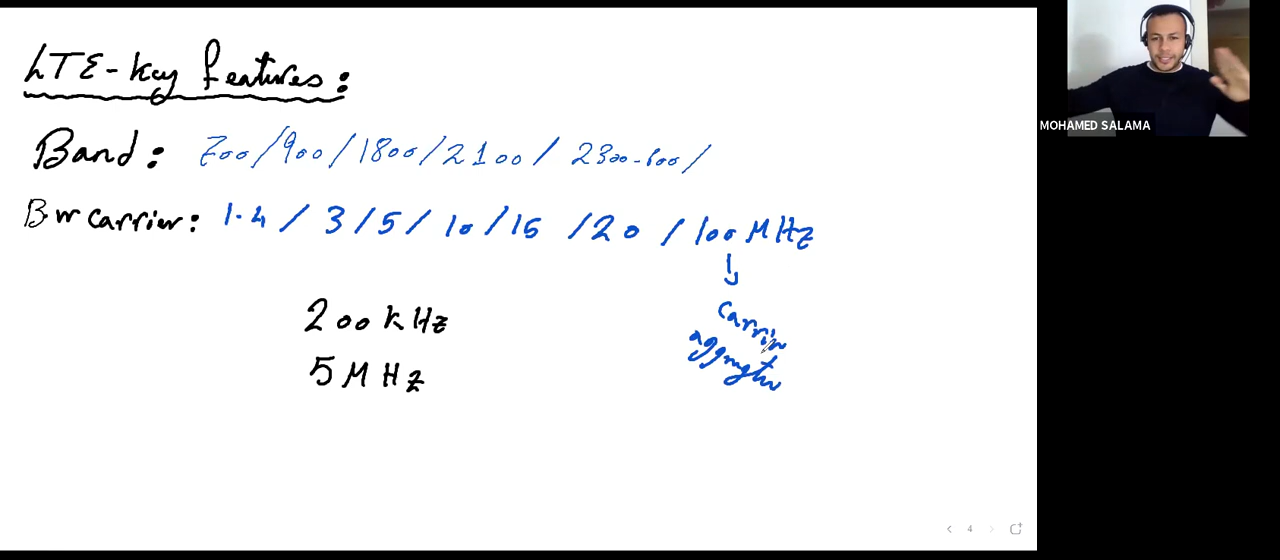 LTE-key features:
Band: 700/900/1800/2100/2300-600/
Bw carrier: 1.4/3/5/10/15/20/100 MHz
200 kHz
5 MHz
carrier
aggregation
MOHAMED SALAMA
4